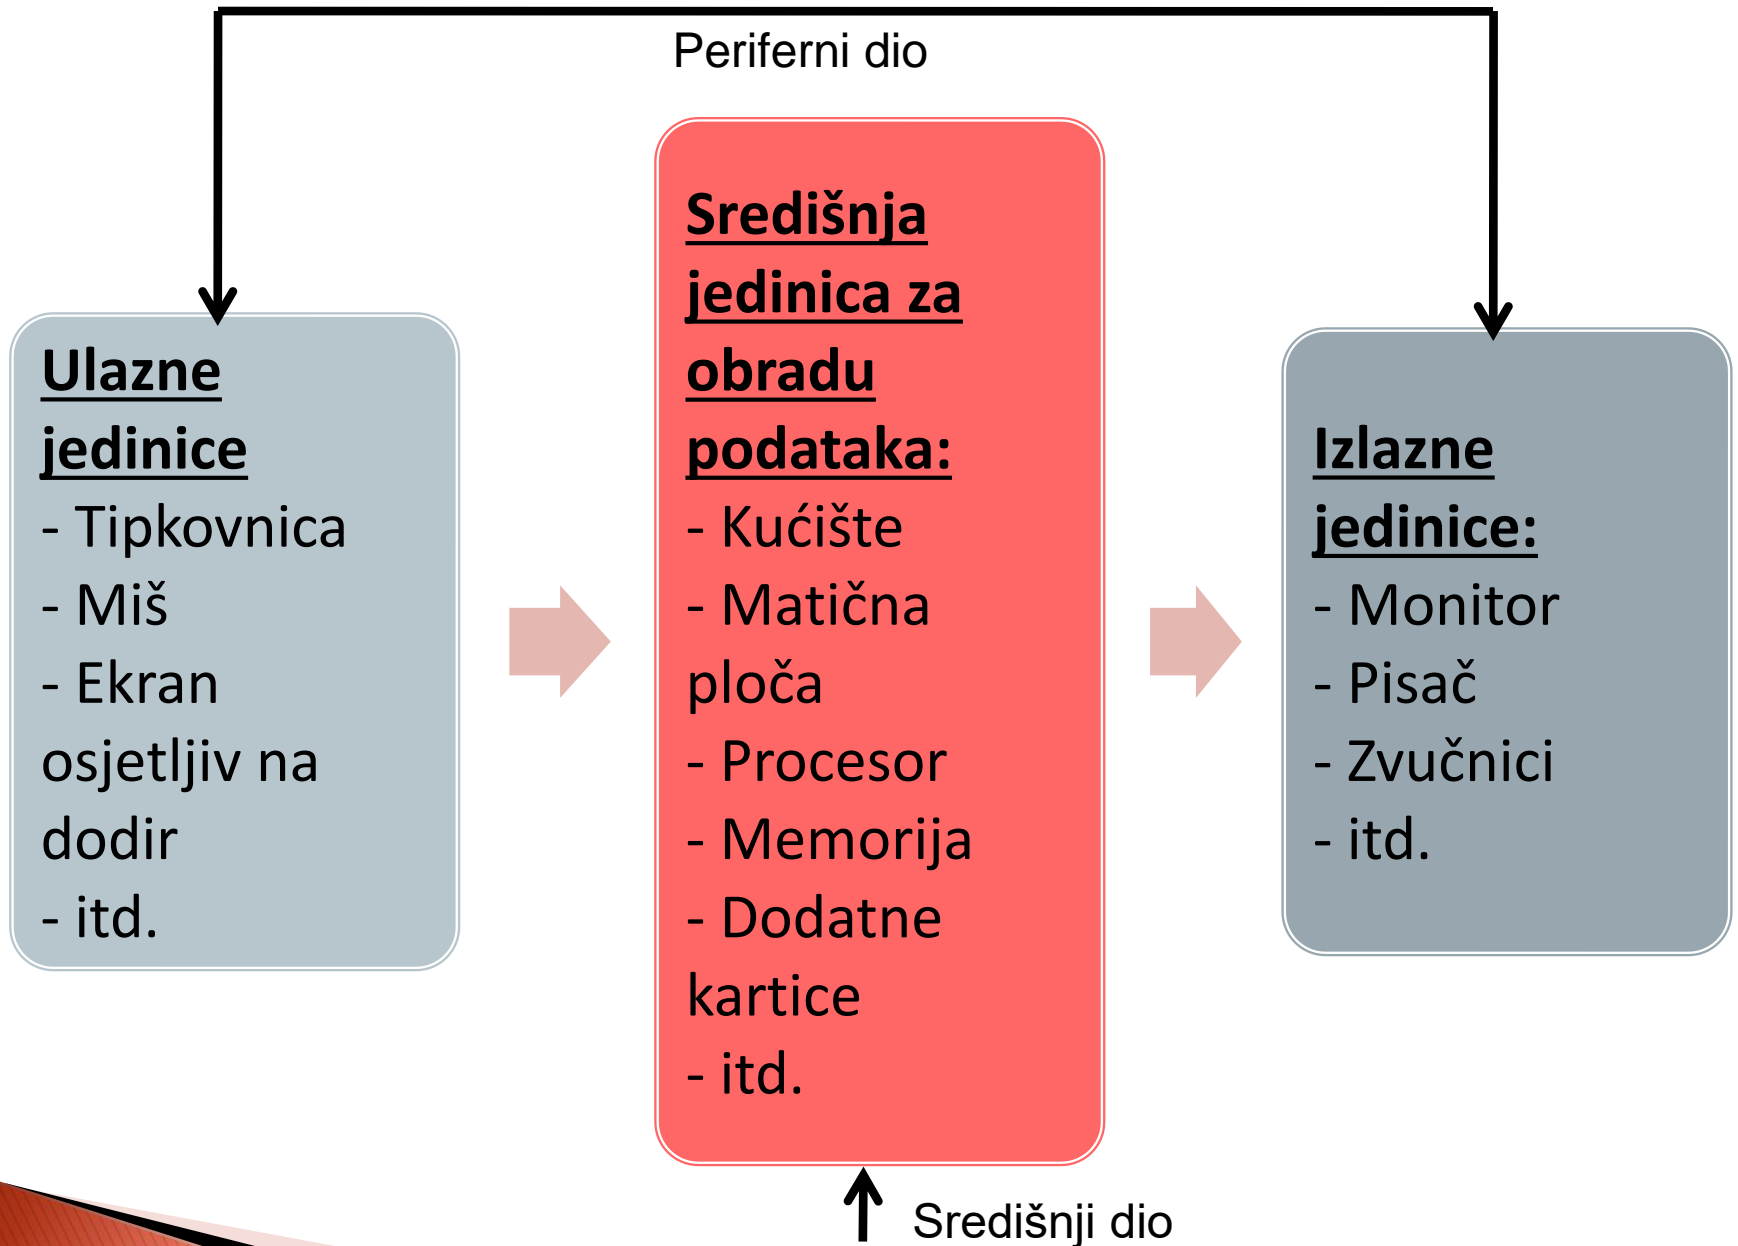 Periferni dio
Ulazne
jedinice
- Tipkovnica
- Miš
- Ekran
osjetljiv na
dodir
- itd.
Središnja
jedinica za
obradu
podataka:
- Kućište
- Matična
ploča
- Procesor
- Memorija
- Dodatne
kartice
- itd.
Izlazne
jedinice:
- Monitor
- Pisač
- Zvučnici
- itd.
Središnji dio